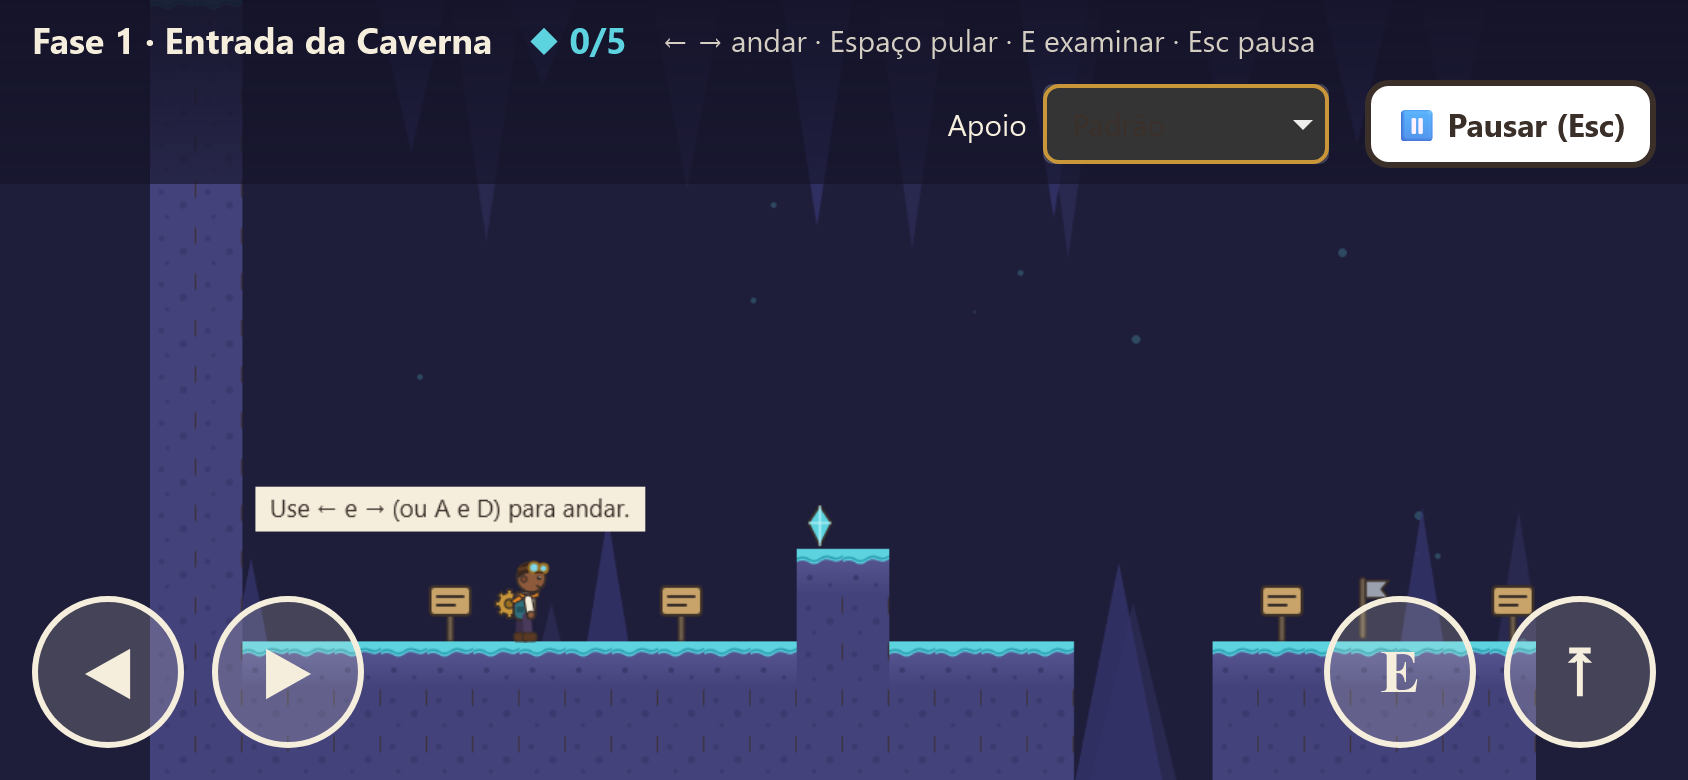 Fase 1 · Entrada da Caverna ◆ 0/5 ← → andar · Espaço pular · E examinar · Esc pausa
Apoio Padrão Pausar (Esc)
Use ← e → (ou A e D) para andar.
E